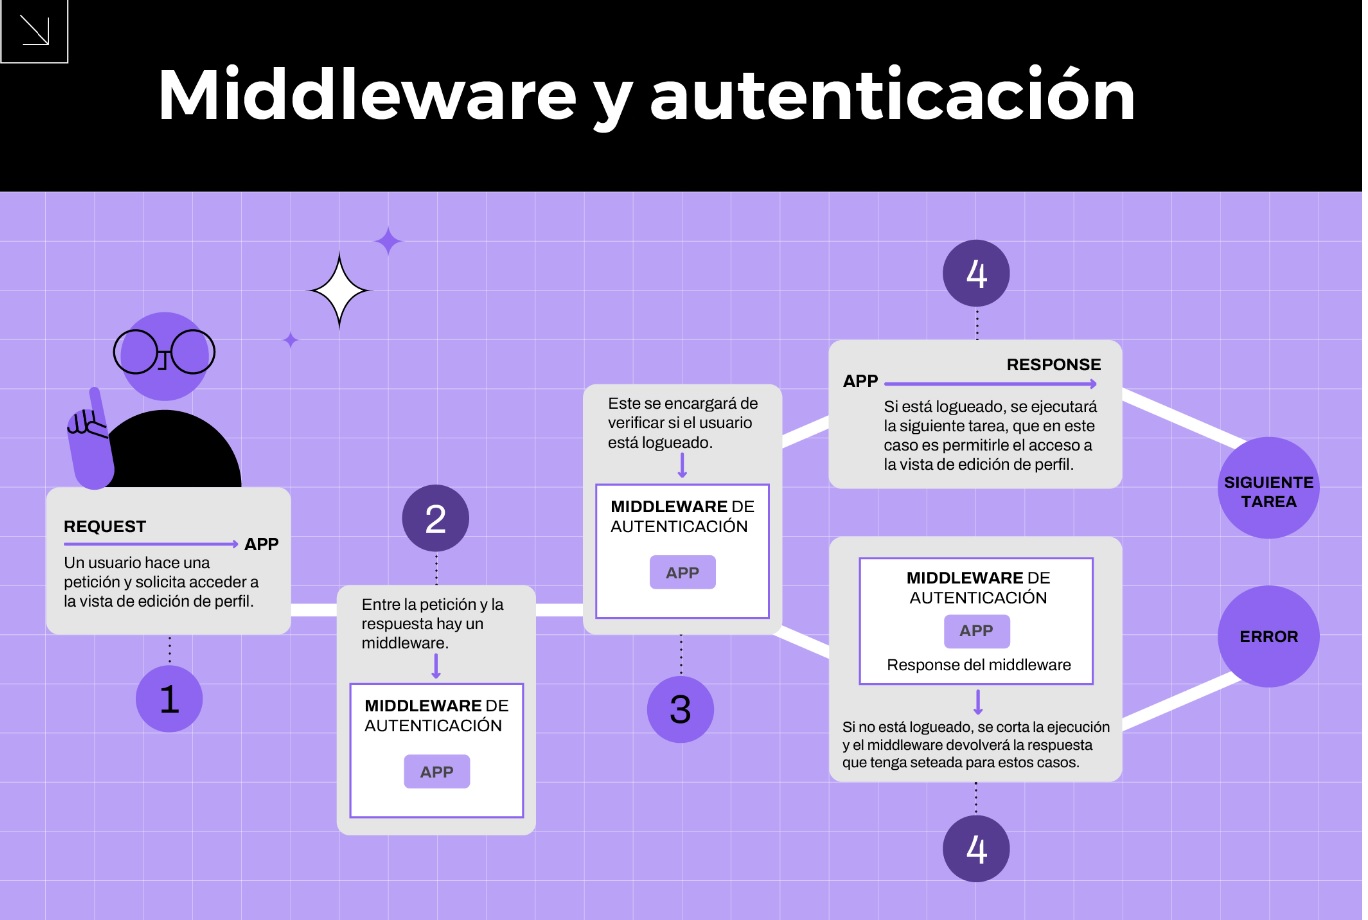 Middleware y autenticación
REQUEST
APP
Un usuario hace una
petición y solicita acceder a
la vista de edición de perfil.
1
2
Entre la petición y la
respuesta hay un
middleware.
MIDDLEWARE DE
AUTENTICACIÓN
APP
Este se encargará de
verificar si el usuario
está logueado.
MIDDLEWARE DE
AUTENTICACIÓN
APP
3
4
RESPONSE
APP
Si está logueado, se ejecutará
la siguiente tarea, que en este
caso es permitirle el acceso a
la vista de edición de perfil.
SIGUIENTE
TAREA
MIDDLEWARE DE
AUTENTICACIÓN
APP
Response del middleware
Si no está logueado, se corta la ejecución
y el middleware devolverá la respuesta
que tenga seteada para estos casos.
4
ERROR